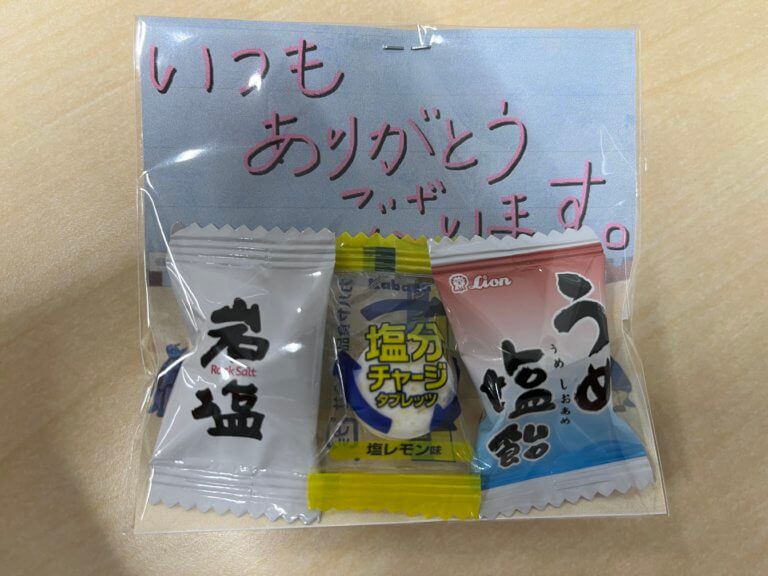 いつも
ありがとう
ございます。
岩塩
Rock Salt
Kabaya
塩分
チャージ
タブレッツ
塩レモン味
Lion
うめ
塩飴
うめ しおあめ